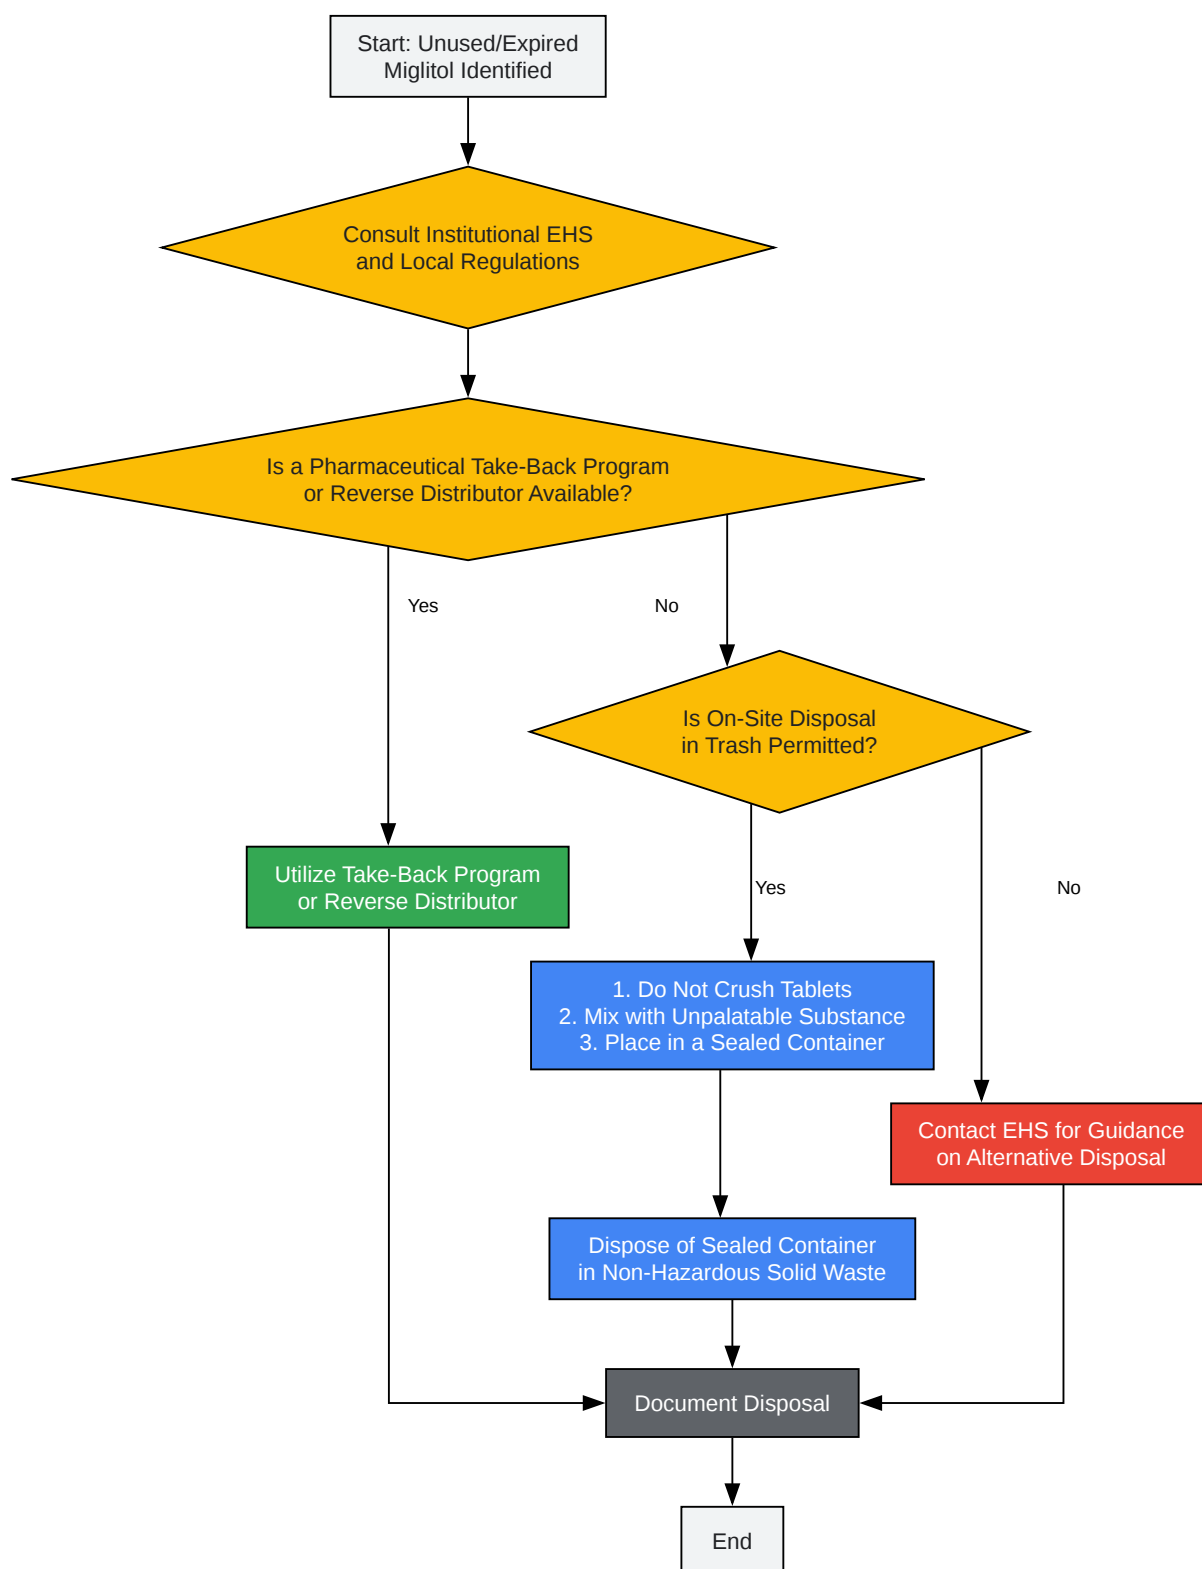 Start: Unused/Expired
Miglitol Identified
Consult Institutional EHS
and Local Regulations
Is a Pharmaceutical Take-Back Program
or Reverse Distributor Available?
Yes
No
Is On-Site Disposal
in Trash Permitted?
Utilize Take-Back Program
or Reverse Distributor
Yes
No
1. Do Not Crush Tablets
2. Mix with Unpalatable Substance
3. Place in a Sealed Container
Contact EHS for Guidance
on Alternative Disposal
Dispose of Sealed Container
in Non-Hazardous Solid Waste
Document Disposal
End